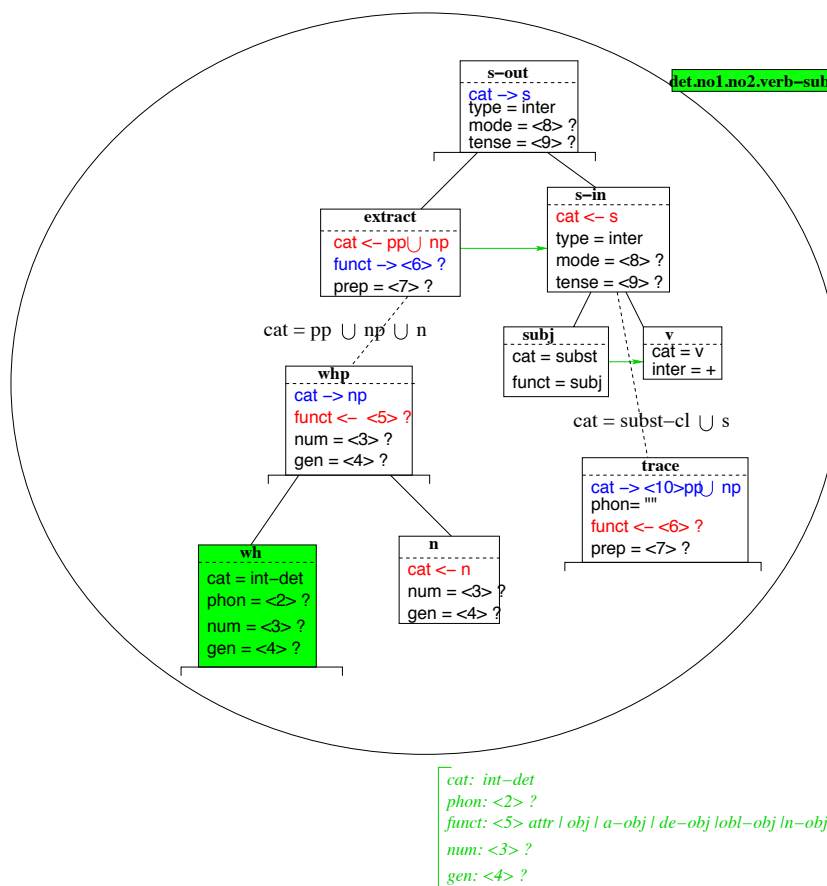 s−out
cat −> s
type = inter
mode = <8> ?
tense = <9> ?
det.no1.no2.verb−sub
extract
cat <− pp ∪ np
funct −> <6> ?
prep = <7> ?
s−in
cat <− s
type = inter
mode = <8> ?
tense = <9> ?
cat = pp ∪ np ∪ n
subj
cat = subst
funct = subj
v
cat = v
inter = +
whp
cat −> np
funct <− <5> ?
num = <3> ?
gen = <4> ?
cat = subst−cl ∪ s
trace
cat −> <10>pp ∪ np
phon= ""
funct <− <6> ?
prep = <7> ?
wh
cat = int−det
phon = <2> ?
num = <3> ?
gen = <4> ?
n
cat <− n
num = <3> ?
gen = <4> ?
cat: int−det
phon: <2> ?
funct: <5> attr | obj | a−obj | de−obj |obl−obj |n−obj
num: <3> ?
gen: <4> ?